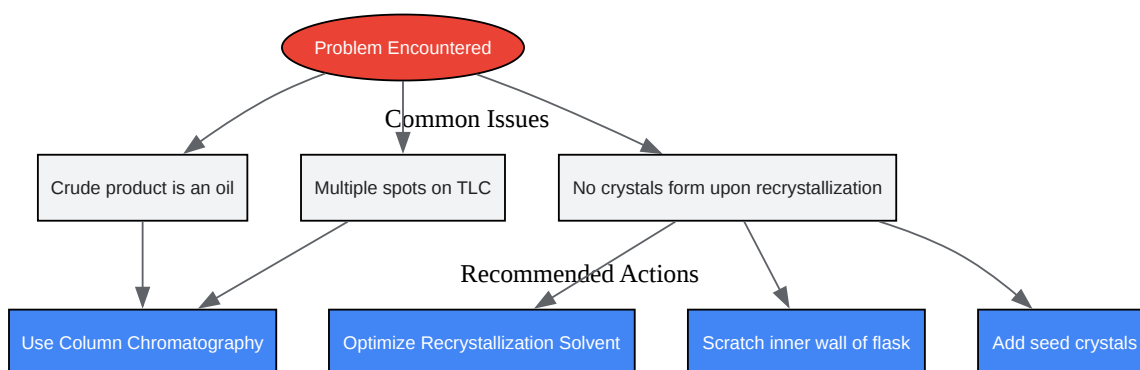 Problem Encountered
Common Issues
Crude product is an oil
Multiple spots on TLC
No crystals form upon recrystallization
Recommended Actions
Use Column Chromatography
Optimize Recrystallization Solvent
Scratch inner wall of flask
Add seed crystals